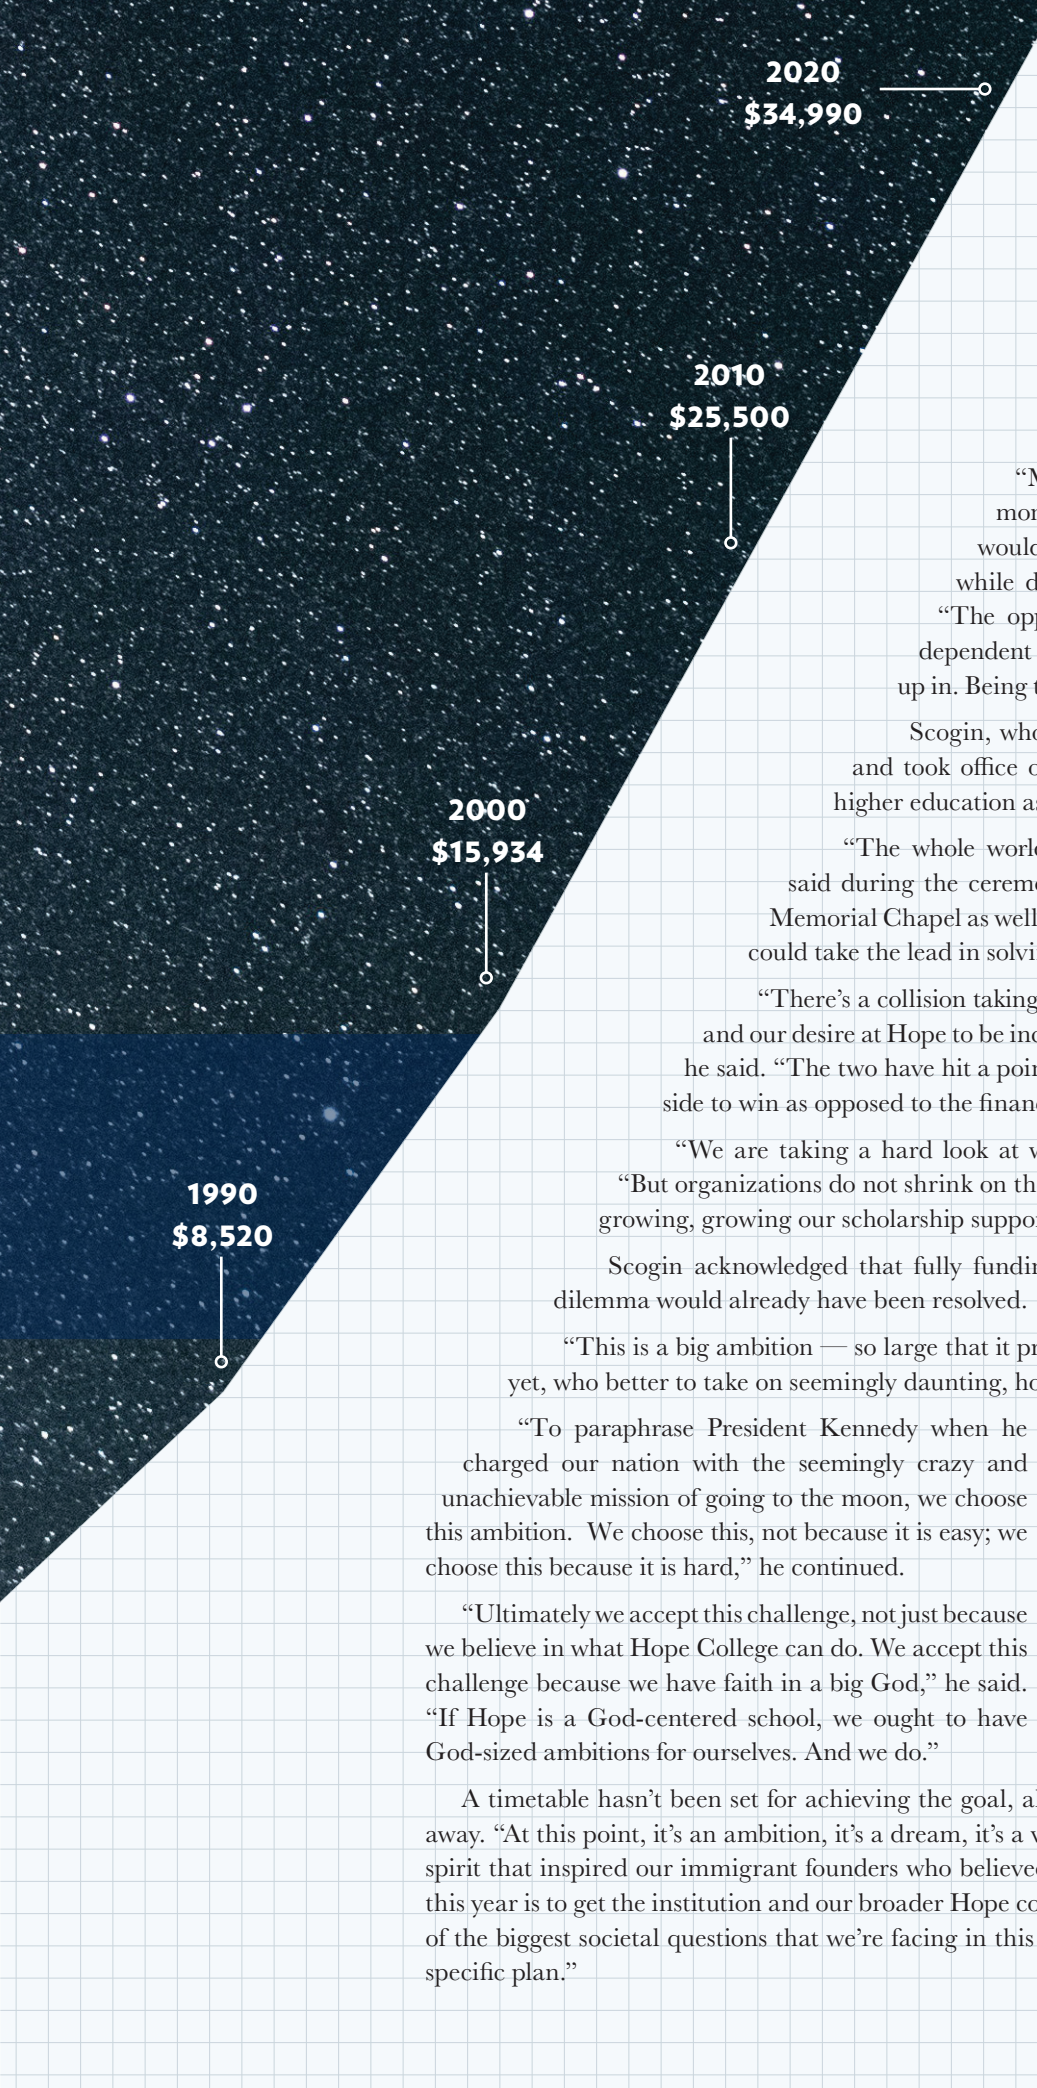 2020
$34,990
2010
$25,500
2000
$15,934
1990
$8,520
would
while
“The
dependent
up in. Being
Scogin,
and took office
higher education
“The whole
said during the
Memorial Chapel as well
could take the lead in
“There’s a collision taking
and our desire at Hope to be
he said. “The two have hit a
side to win as opposed to the
“We are taking a hard look at
“But organizations do not shrink on
growing, growing our scholarship
Scogin acknowledged that fully
dilemma would already have been resolved.
“This is a big ambition — so large that it
yet, who better to take on seemingly daunting,
“To paraphrase President Kennedy when he
charged our nation with the seemingly crazy and
unachievable mission of going to the moon, we choose
this ambition. We choose this, not because it is easy; we
choose this because it is hard,” he continued.
“Ultimately we accept this challenge, not just because
we believe in what Hope College can do. We accept this
challenge because we have faith in a big God,” he said.
“If Hope is a God-centered school, we ought to have
God-sized ambitions for ourselves. And we do.”
A timetable hasn’t been set for achieving the goal,
away. “At this point, it’s an ambition, it’s a dream, it’s a
spirit that inspired our immigrant founders who
this year is to get the institution and our broader Hope
of the biggest societal questions that we’re facing in this
specific plan.”